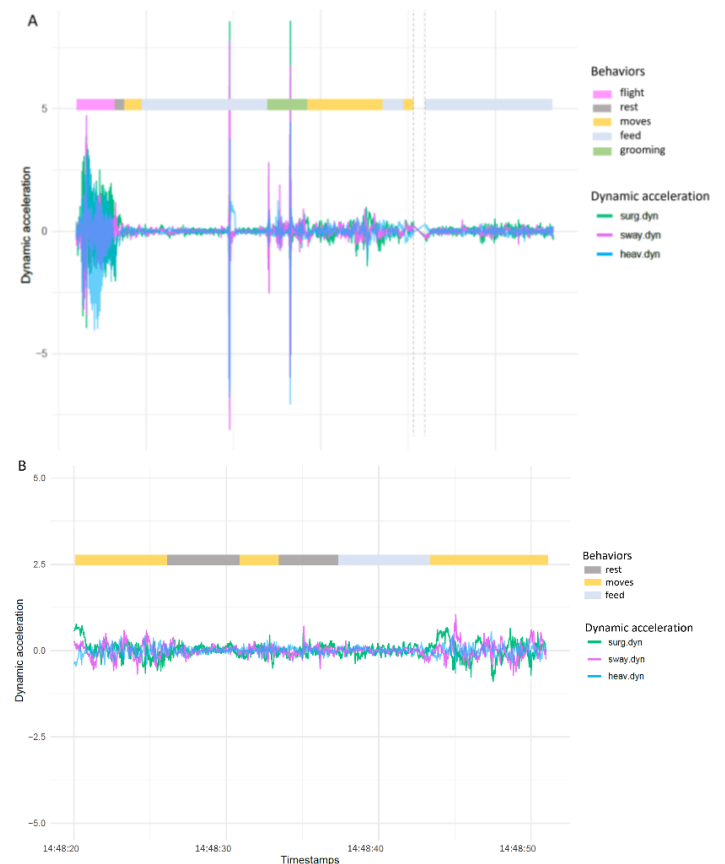 A
Dynamic acceleration
5
0
−5
Behaviors
flight
rest
moves
feed
grooming
Dynamic acceleration
surg.dyn
sway.dyn
heav.dyn
B
Dynamic acceleration
5.0
2.5
0.0
−2.5
−5.0
14:48:20
14:48:30
14:48:40
14:48:50
Timestamps
Behaviors
rest
moves
feed
Dynamic acceleration
surg.dyn
sway.dyn
heav.dyn